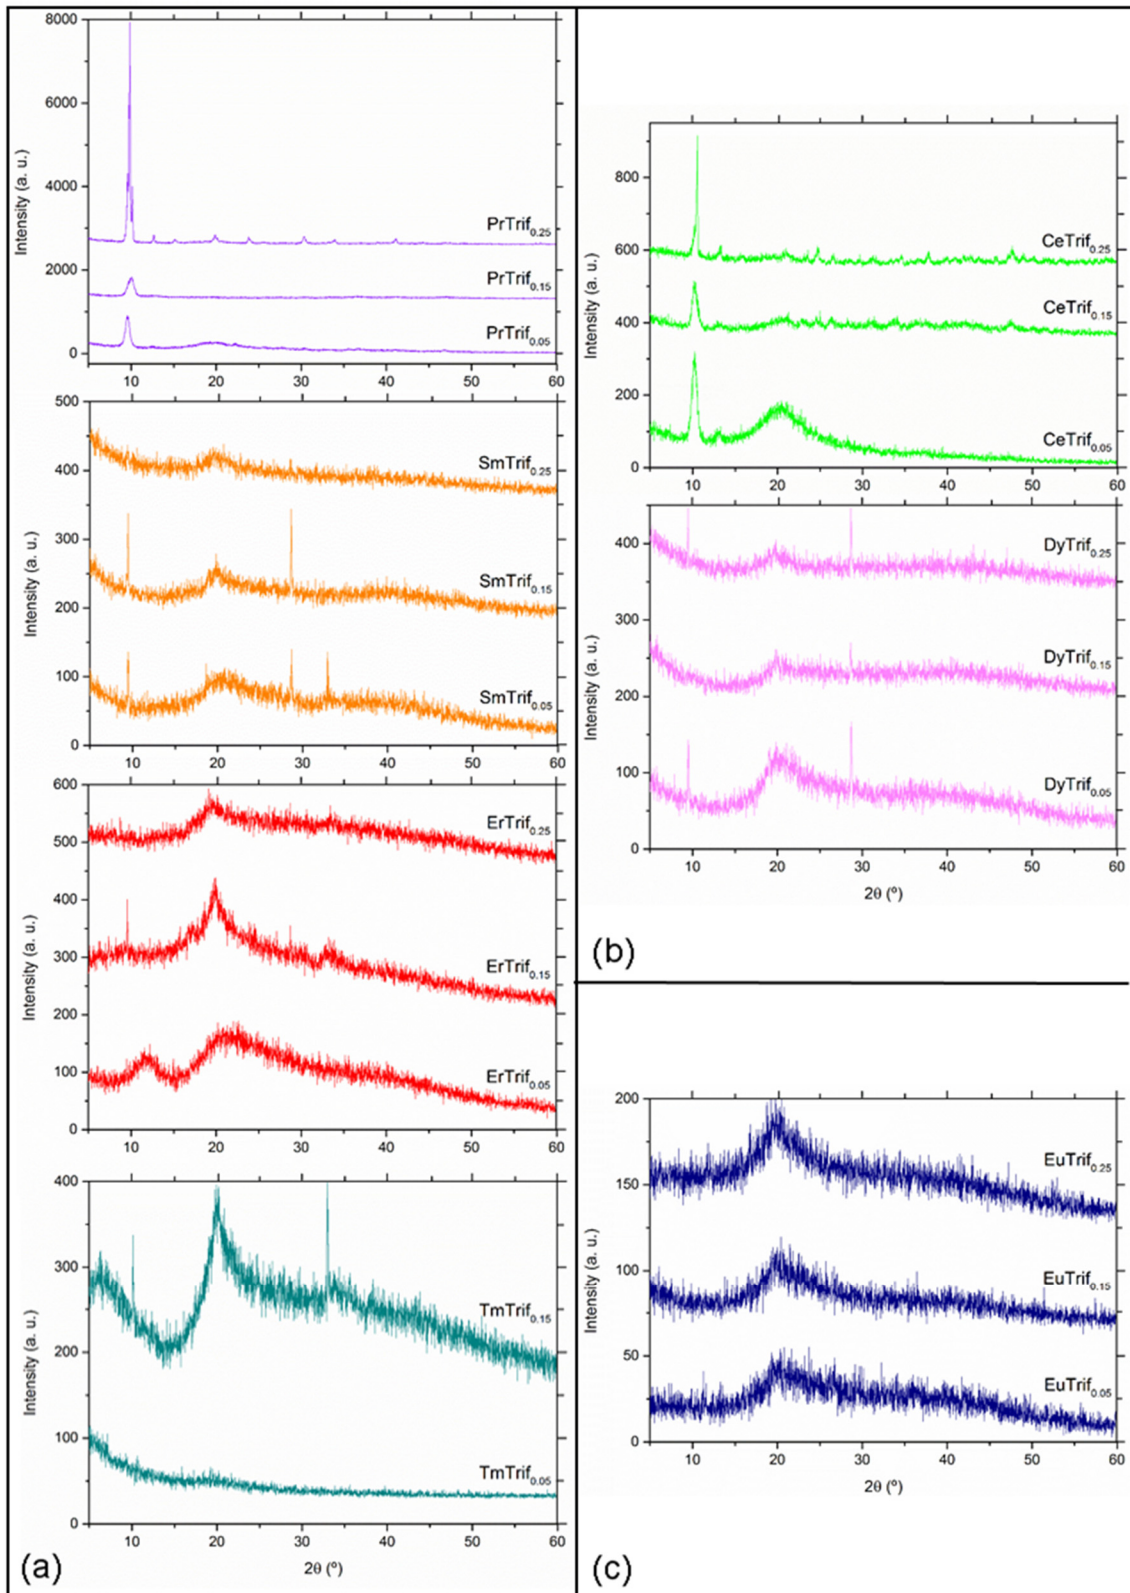 8000
6000
4000
2000
0
Intensity (a. u.)
PrTrif0.25
PrTrif0.15
PrTrif0.05
10 20 30 40 50 60
500
400
300
200
100
0
Intensity (a. u.)
SmTrif0.25
SmTrif0.15
SmTrif0.05
10 20 30 40 50 60
600
500
400
300
200
100
0
Intensity (a. u.)
ErTrif0.25
ErTrif0.15
ErTrif0.05
10 20 30 40 50 60
400
300
200
100
0
Intensity (a. u.)
TmTrif0.15
TmTrif0.05
10 20 30 40 50 60
2θ (º)
(a)
800
600
400
200
0
Intensity (a. u.)
CeTrif0.25
CeTrif0.15
CeTrif0.05
10 20 30 40 50 60
400
300
200
100
0
Intensity (a. u.)
DyTrif0.25
DyTrif0.15
DyTrif0.05
10 20 30 40 50 60
2θ (º)
(b)
200
150
100
50
0
Intensity (a. u.)
EuTrif0.25
EuTrif0.15
EuTrif0.05
10 20 30 40 50 60
2θ (º)
(c)